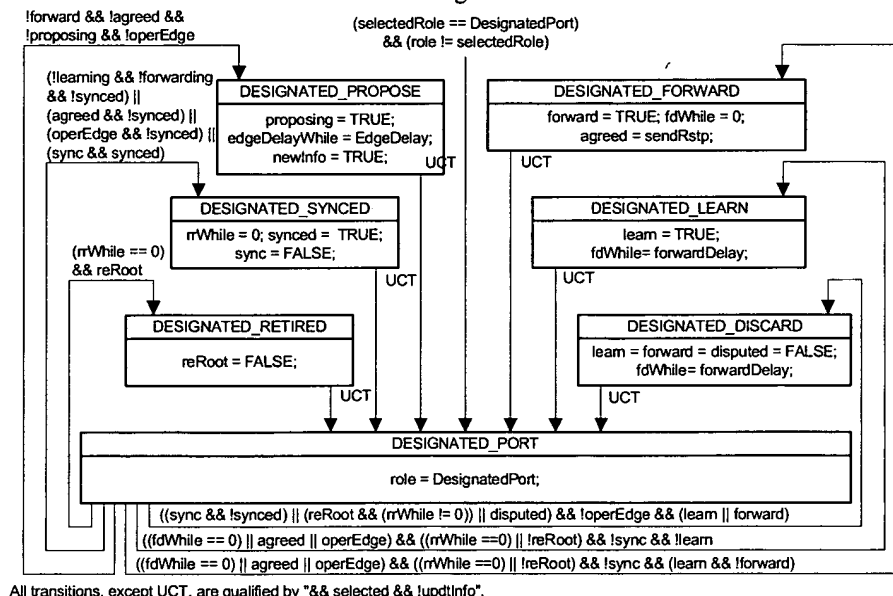 !forward && !agreed &&
!proposing && !operEdge
(selectedRole == DesignatedPort)
&& (role != selectedRole)
(!learning && !forwarding
&& !synced) ||
(agreed && !synced) ||
(operEdge && !synced) ||
(sync && synced)
DESIGNATED_PROPOSE
proposing = TRUE;
edgeDelayWhile = EdgeDelay;
newInfo = TRUE;
UCT
DESIGNATED_FORWARD
forward = TRUE; fdWhile = 0;
agreed = sendRstp;
UCT
DESIGNATED_SYNCED
rrWhile = 0; synced = TRUE;
sync = FALSE;
UCT
DESIGNATED_LEARN
learn = TRUE;
fdWhile= forwardDelay;
UCT
(rrWhile == 0)
&& reRoot
DESIGNATED_RETIRED
reRoot = FALSE;
UCT
DESIGNATED_DISCARD
learn = forward = disputed = FALSE;
fdWhile= forwardDelay;
UCT
DESIGNATED_PORT
role = DesignatedPort;
((sync && !synced) || (reRoot && (rrWhile != 0)) || disputed) && !operEdge && (learn || forward)
((fdWhile == 0) || agreed || operEdge) && ((rrWhile ==0) || !reRoot) && !sync && !learn
((fdWhile == 0) || agreed || operEdge) && ((rrWhile ==0) || !reRoot) && !sync && (learn && !forward)
All transitions, except UCT, are qualified by "&& selected && !updtInfo".